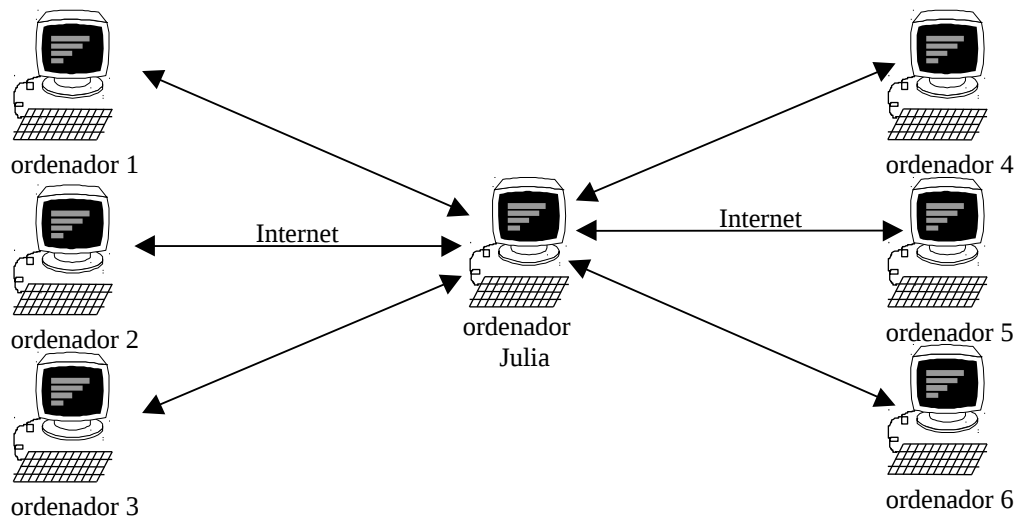 ordenador 1
ordenador 4
Internet
Internet
ordenador 2
ordenador
Julia
ordenador 5
ordenador 3
ordenador 6